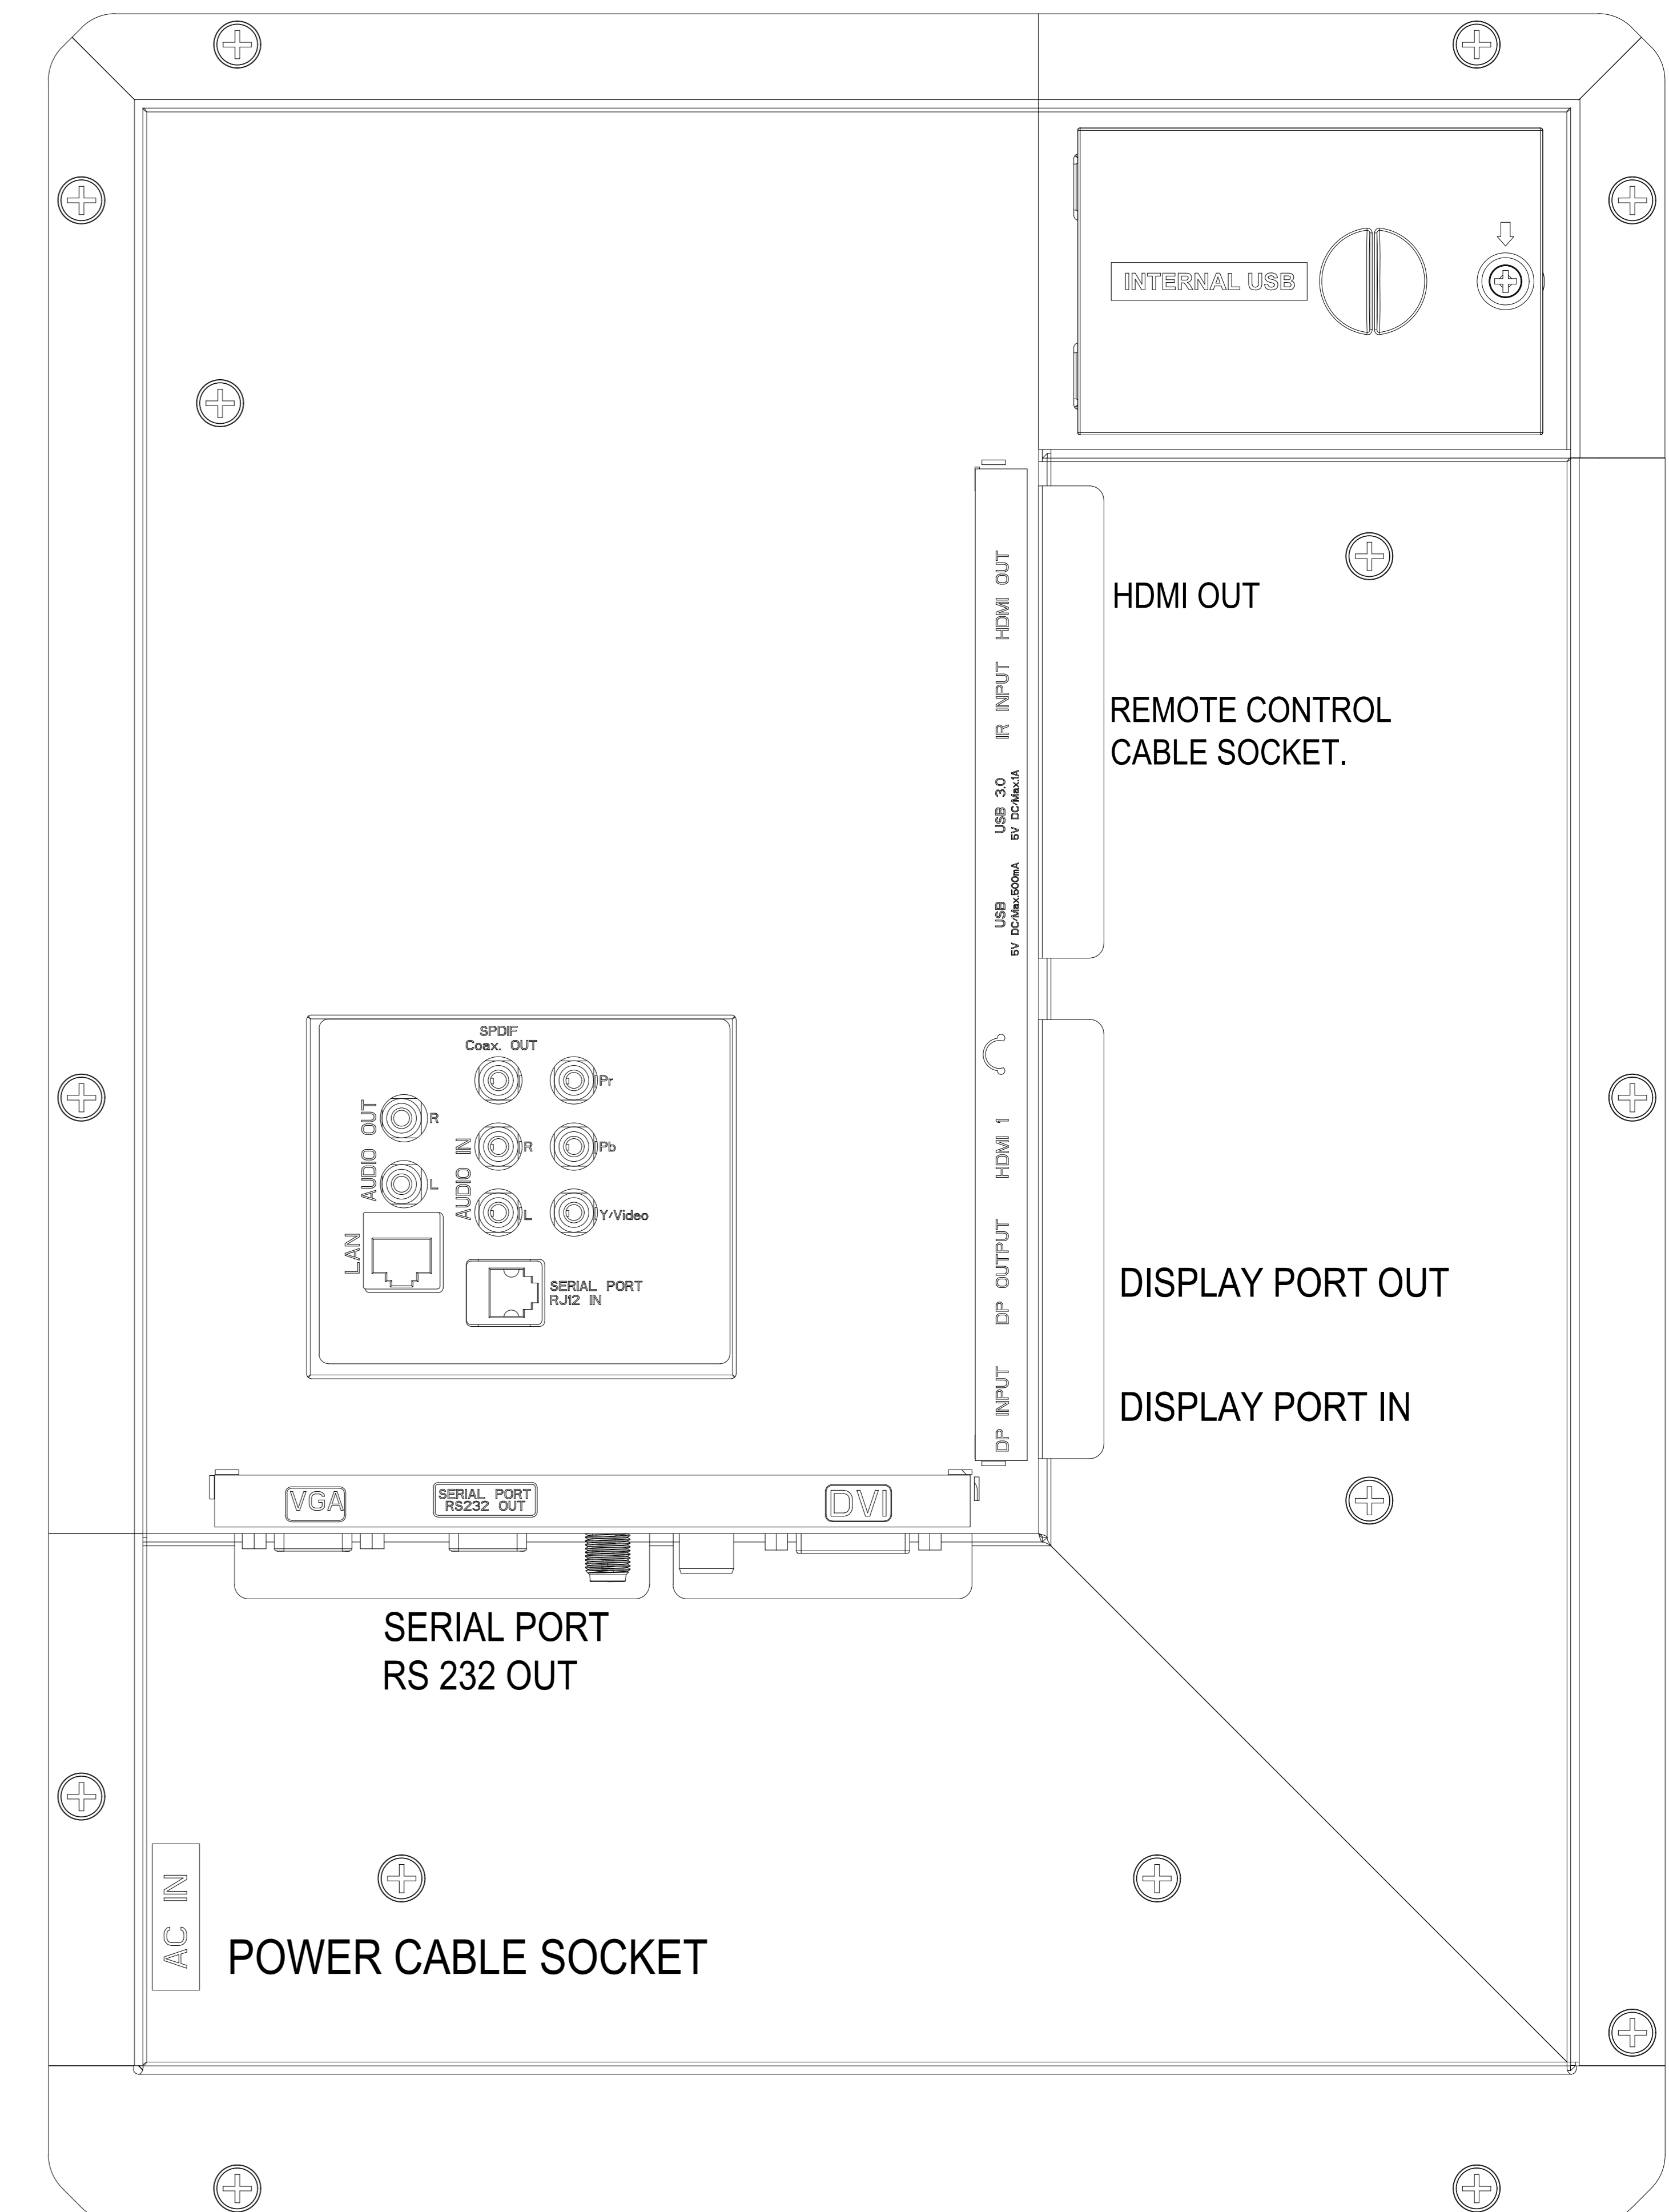 INTERNAL USB
HDMI OUT
HDMI OUT
IR INPUT
REMOTE CONTROL
CABLE SOCKET.
USB 3.0
5V DC/Max.1A
USB
5V DC/Max.500mA
SPDIF
Coax. OUT
Pr
AUDIO OUT
R
L
AUDIO IN
R
L
Pb
Y/Video
LAN
SERIAL PORT
RJ12 IN
HDMI 1
DP OUTPUT
DISPLAY PORT OUT
DP INPUT
DISPLAY PORT IN
VGA
SERIAL PORT
RS232 OUT
DVI
SERIAL PORT
RS 232 OUT
AC IN
POWER CABLE SOCKET